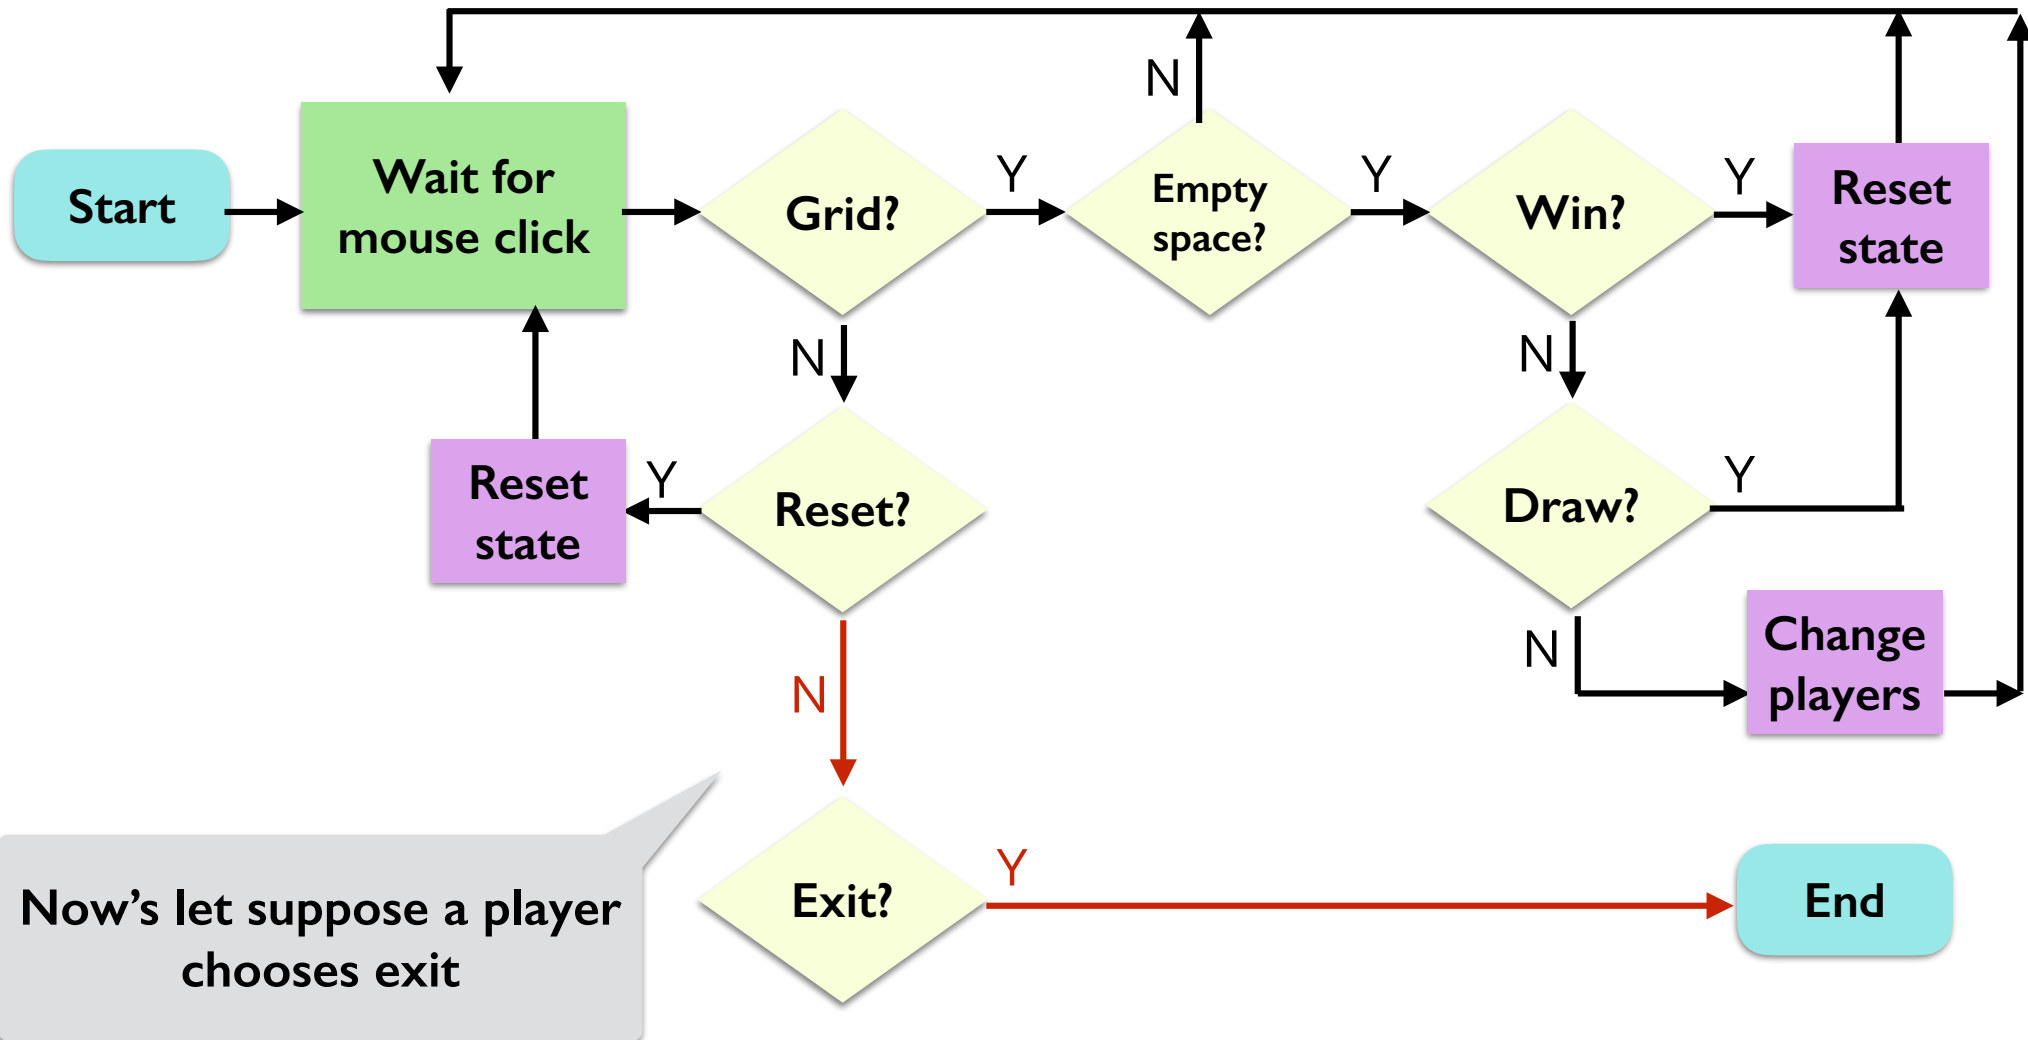 N
Start
Wait for
mouse click
Grid?
Y
Empty
space?
Y
Win?
Y
Reset
state
N
N
Reset
state
Y
Reset?
Draw?
Y
N
Change
players
N
Now's let suppose a player
chooses exit
Exit?
Y
End